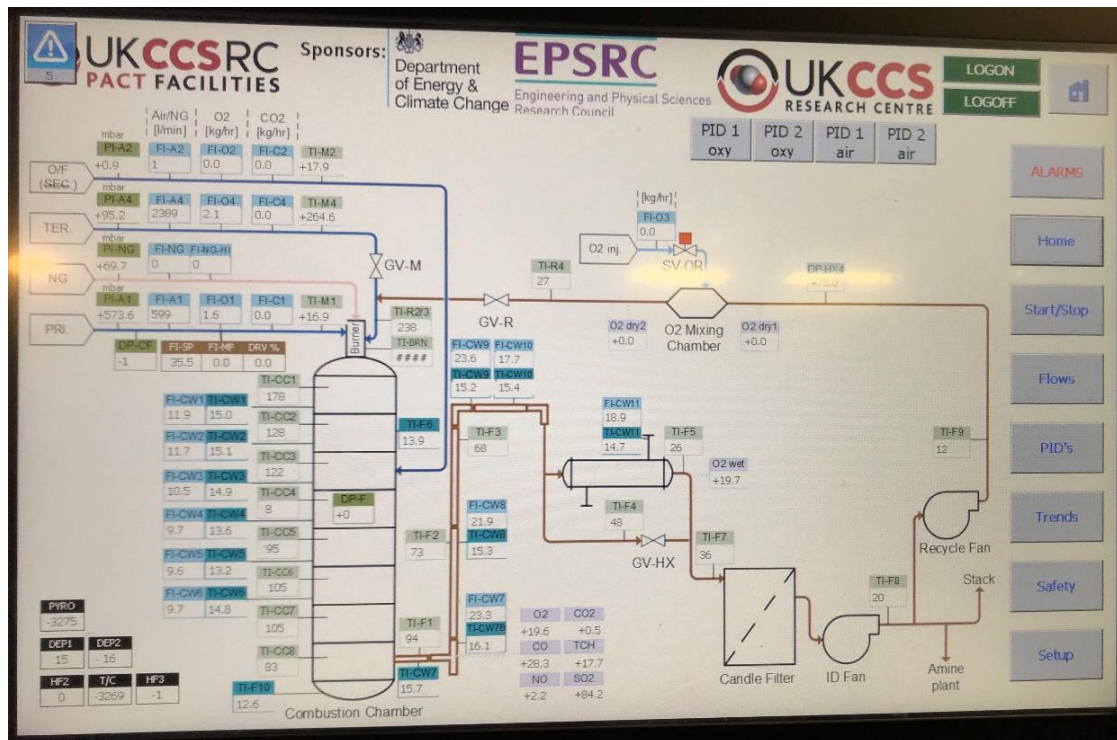 5
UKCCSRC
PACT FACILITIES
Sponsors:
Department
of Energy &
Climate Change
EPSRC
Engineering and Physical Sciences
Research Council
UKCCS
RESEARCH CENTRE
LOGON
LOGOFF
PID 1
oxy
PID 2
oxy
PID 1
air
PID 2
air
ALARMS
Home
Start/Stop
Flows
PID's
Trends
Safety
Setup
Air/NG
[l/min]
O2
[kg/hr]
CO2
[kg/hr]
O/F
(SEC.)
mbar
PI-A2
+0.9
FI-A2
1
FI-O2
0.0
FI-C2
0.0
TI-M2
+17.9
TER.
mbar
PI-A4
+95.2
FI-A4
2389
FI-O4
2.1
FI-C4
0.0
TI-M4
+264.6
NG
mbar
PI-NG
+69.7
FI-NG
0
FI-NG-H1
0
PRI
mbar
PI-A1
+573.6
FI-A1
599
FI-O1
1.6
FI-C1
0.0
TI-M1
+16.9
DP-CF
-1
FI-SP
35.5
FI-MF
0.0
DRV %
0.0
GV-M
Burner
TI-R2/3
238
TI-BRN
####
[kg/hr]
FI-O3
0.0
O2 inj.
SV-OR
TI-R4
27
DP-HX4
+75.0
GV-R
O2 Mixing
Chamber
O2 dry2
+0.0
O2 dry1
+0.0
FI-CW9
23.6
FI-CW10
17.7
TI-CW9
15.2
TI-CW10
15.4
TI-CC1
178
TI-CC2
128
TI-CC3
122
TI-CC4
8
TI-CC5
95
TI-CC6
105
TI-CC7
105
TI-CC8
83
FI-CW1
11.9
TI-CW1
15.0
FI-CW2
11.7
TI-CW2
15.1
FI-CW3
10.5
TI-CW3
14.9
FI-CW4
9.7
TI-CW4
13.6
FI-CW5
9.6
TI-CW5
13.2
FI-CW6
9.7
TI-CW6
14.8
DP-F
+0
TI-F6
13.9
TI-F3
68
FI-CW11
18.9
TI-CW11
14.7
TI-F5
26
O2 wet
+19.7
TI-F4
48
GV-HX
TI-F7
36
TI-F9
12
FI-CW8
21.9
TI-CW8
15.3
TI-F2
73
FI-CW7
23.3
TI-CW7B
16.1
TI-F1
94
TI-CW7
15.7
TI-F10
12.6
Combustion Chamber
O2
+19.6
CO2
+0.5
CO
+28.3
TCH
+17.7
NO
+2.2
SO2
+84.2
Candle Filter
ID Fan
TI-F8
20
Recycle Fan
Stack
Amine
plant
PYRO
-3275
DEP1
15
DEP2
-16
HF2
0
T/C
-3269
HF3
-1